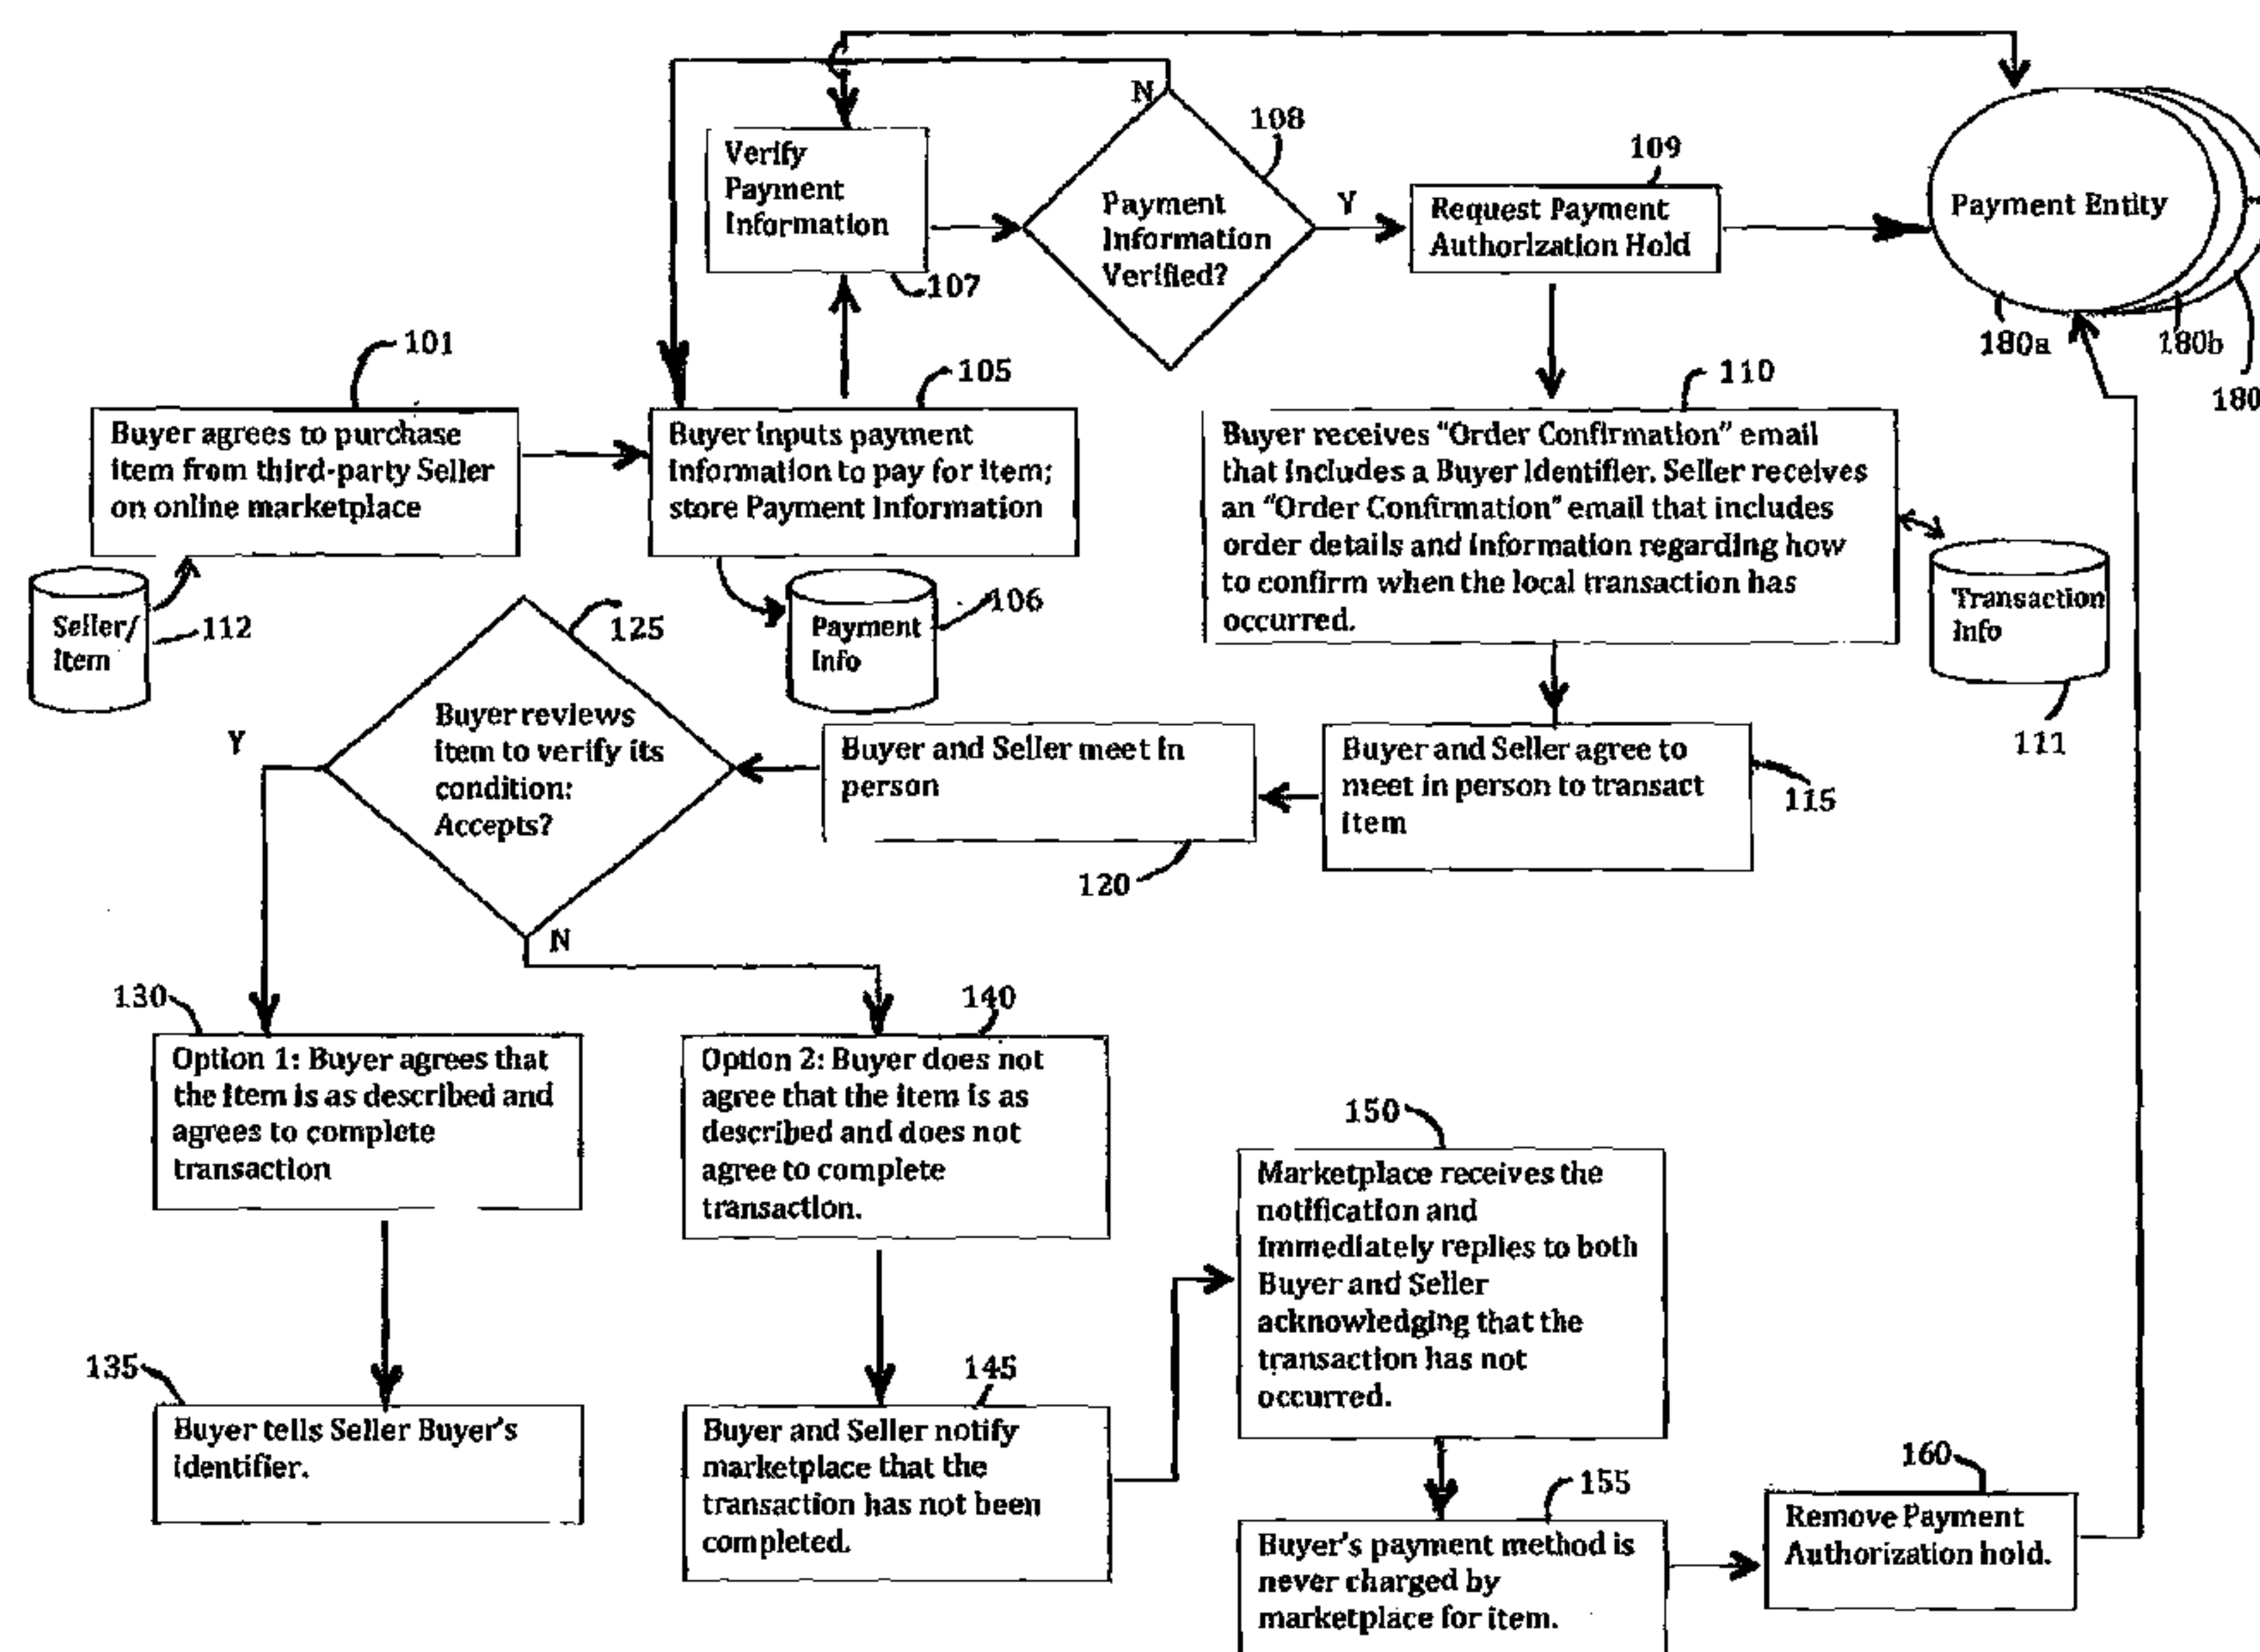 N
108
109
Verify
Payment
Information
107
Payment
Information
Verified?
Y
Request Payment
Authorization Hold
Payment Entity
180a
180b
180
101
105
110
Buyer agrees to purchase
item from third-party Seller
on online marketplace
Buyer inputs payment
information to pay for item;
store Payment Information
Buyer receives "Order Confirmation" email
that includes a Buyer Identifier. Seller receives
an "Order Confirmation" email that includes
order details and information regarding how
to confirm when the local transaction has
occurred.
Seller/
Item
112
125
Payment
Info
106
Transaction
Info
111
Y
Buyer reviews
item to verify its
condition:
Accepts?
Buyer and Seller meet in
person
120
Buyer and Seller agree to
meet in person to transact
item
115
N
130
140
Option 1: Buyer agrees that
the item is as described and
agrees to complete
transaction
Option 2: Buyer does not
agree that the item is as
described and does not
agree to complete
transaction.
150
Marketplace receives the
notification and
immediately replies to both
Buyer and Seller
acknowledging that the
transaction has not
occurred.
135
145
Buyer tells Seller Buyer's
identifier.
Buyer and Seller notify
marketplace that the
transaction has not been
completed.
155
Buyer's payment method is
never charged by
marketplace for item.
160
Remove Payment
Authorization hold.